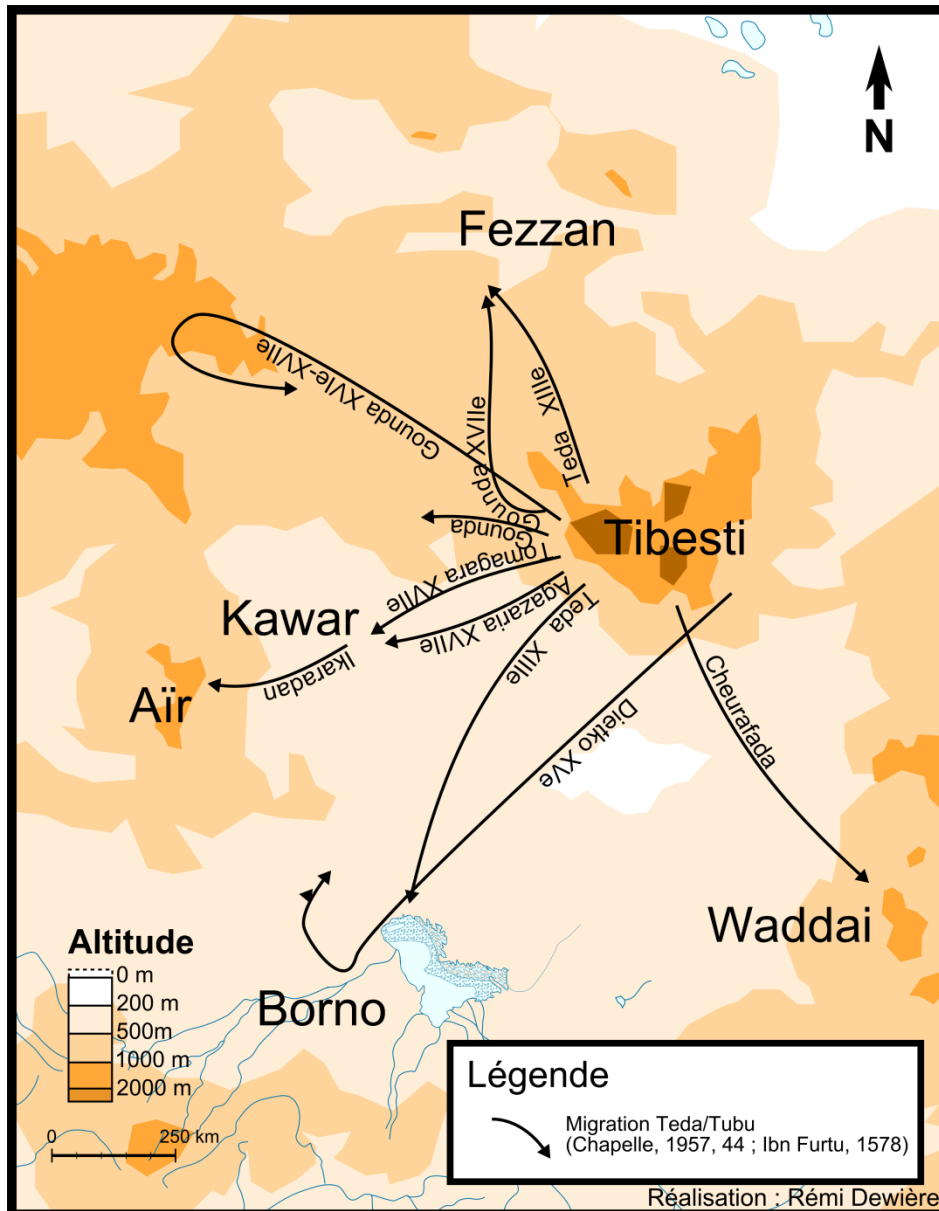 N
Fezzan
Gounda XVIe-XVIIe
Gounda XVIIe
Teda XIIIe
Gounda
Tibesti
Tomagara XVIIe
Agazaria XVIIe
Teda XIIIe
Kawar
Ikaradan
Aïr
Dietko XVe
Cheurafada
Waddai
Borno
Altitude
0 m
200 m
500m
1000 m
2000 m
0 250 km
Légende
Migration Teda/Tubu
(Chapelle, 1957, 44 ; Ibn Furtu, 1578)
Réalisation : Rémi Dewière